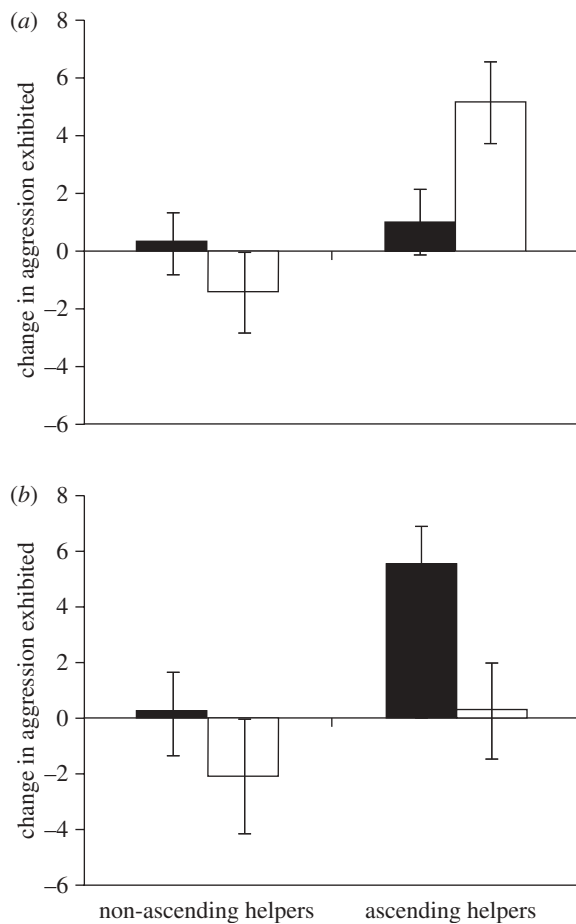 (a)
8
6
4
2
0
–2
–4
–6
change in aggression exhibited
(b)
8
6
4
2
0
–2
–4
–6
change in aggression exhibited
non-ascending helpers
ascending helpers